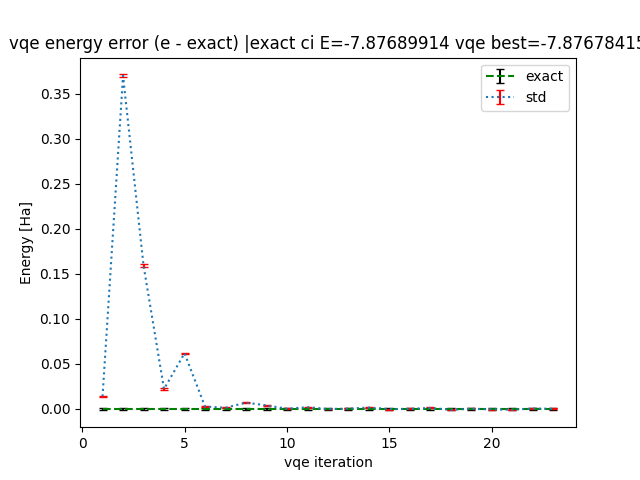 vqe energy error (e - exact) |exact ci E=-7.87689914 vqe best=-7.87678415
exact
std
0.35
0.30
0.25
0.20
0.15
0.10
0.05
0.00
Energy [Ha]
0 5 10 15 20
vqe iteration